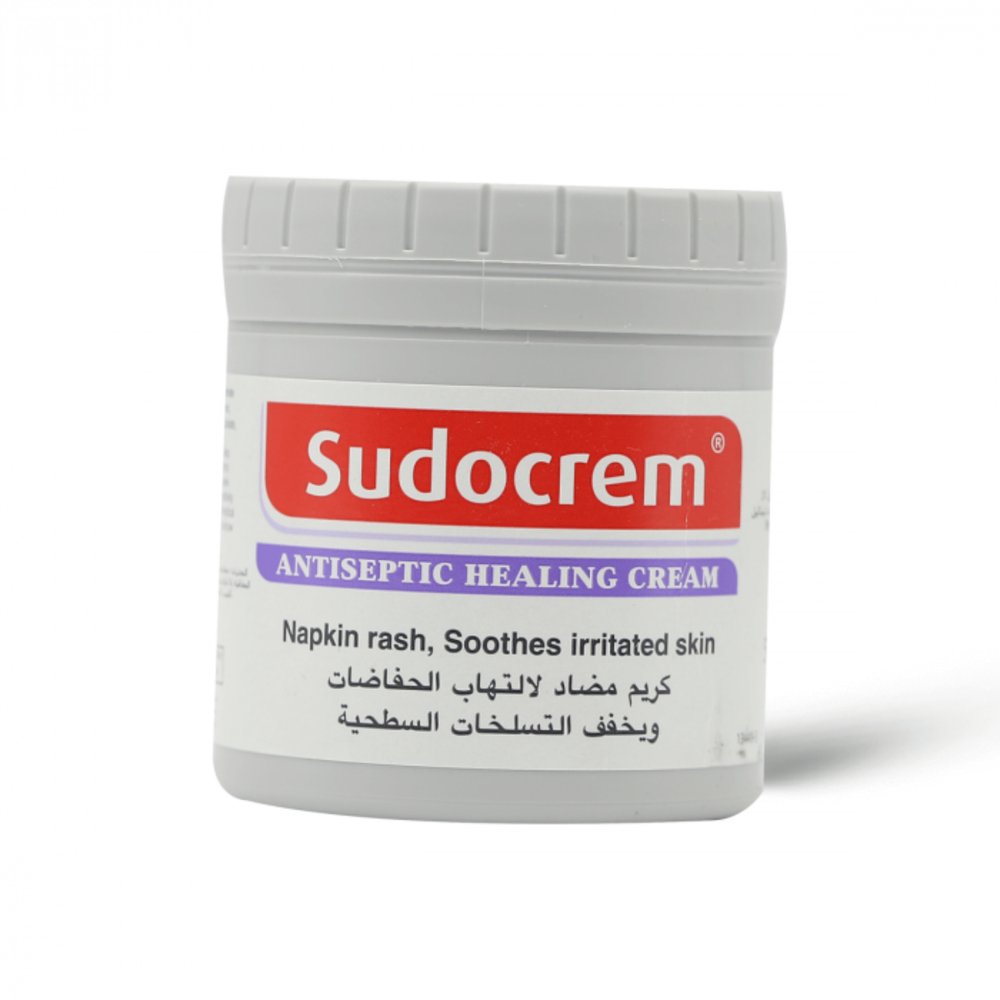 Sudocrem®
ANTISEPTIC HEALING CREAM
Napkin rash, Soothes irritated skin
كريم مضاد لالتهاب الحفاضات
ويخفف التسلخات السطحية